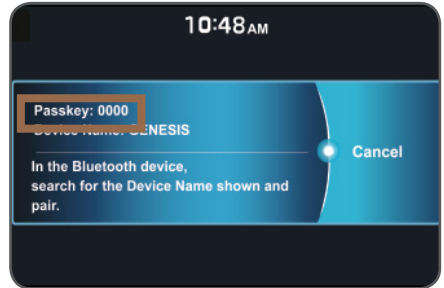 10:48AM
Passkey: 0000
Device Name: GENESIS
In the Bluetooth device,
search for the Device Name shown and
pair.
Cancel